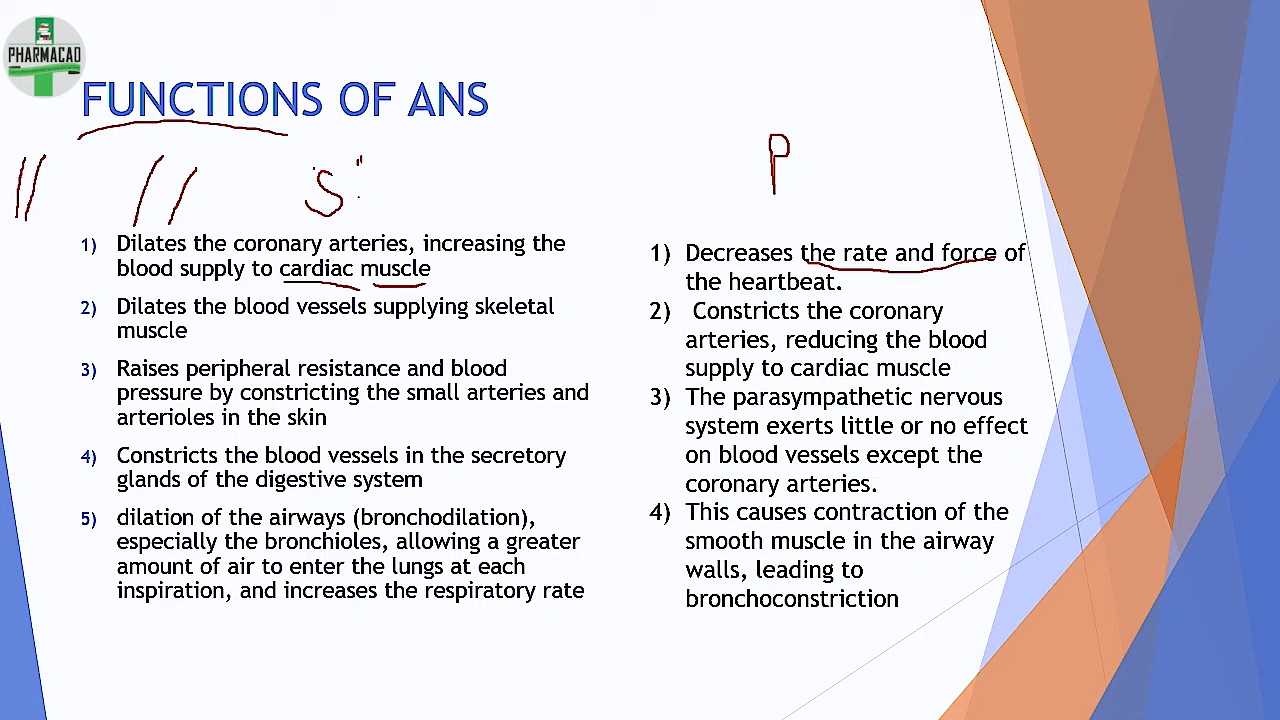 PHARMACAD
FUNCTIONS OF ANS
S
P
1) Dilates the coronary arteries, increasing the
blood supply to cardiac muscle
2) Dilates the blood vessels supplying skeletal
muscle
3) Raises peripheral resistance and blood
pressure by constricting the small arteries and
arterioles in the skin
4) Constricts the blood vessels in the secretory
glands of the digestive system
5) dilation of the airways (bronchodilation),
especially the bronchioles, allowing a greater
amount of air to enter the lungs at each
inspiration, and increases the respiratory rate
1) Decreases the rate and force of
the heartbeat.
2) Constricts the coronary
arteries, reducing the blood
supply to cardiac muscle
3) The parasympathetic nervous
system exerts little or no effect
on blood vessels except the
coronary arteries.
4) This causes contraction of the
smooth muscle in the airway
walls, leading to
bronchoconstriction